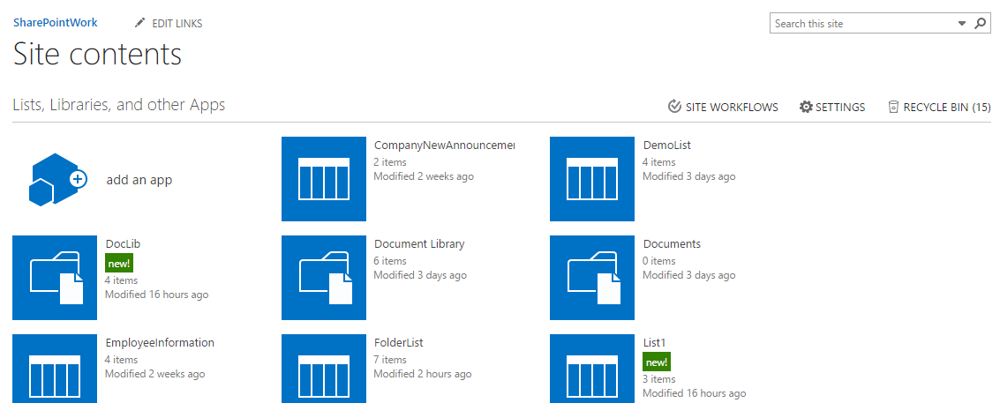 SharePointWork EDIT LINKS Search this site
Site contents
Lists, Libraries, and other Apps SITE WORKFLOWS SETTINGS RECYCLE BIN (15)
add an app
CompanyNewAnnouncemer
2 items
Modified 2 weeks ago
DemoList
4 items
Modified 3 days ago
DocLib
new!
4 items
Modified 16 hours ago
Document Library
6 items
Modified 3 days ago
Documents
0 items
Modified 3 days ago
EmployeeInformation
4 items
Modified 2 weeks ago
FolderList
7 items
Modified 2 hours ago
List1
new!
3 items
Modified 16 hours ago